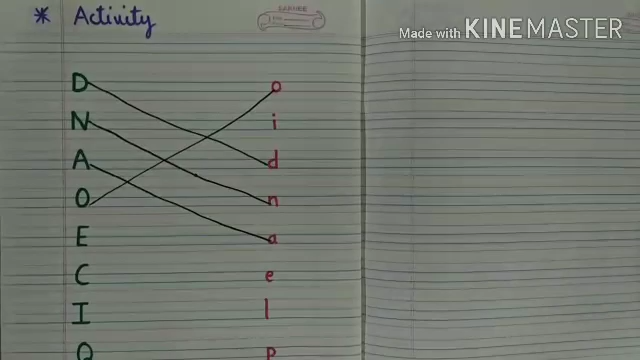 * Activity
Made with KINEMASTER
D o
N i
A d
O n
E a
C e
I l
Q p